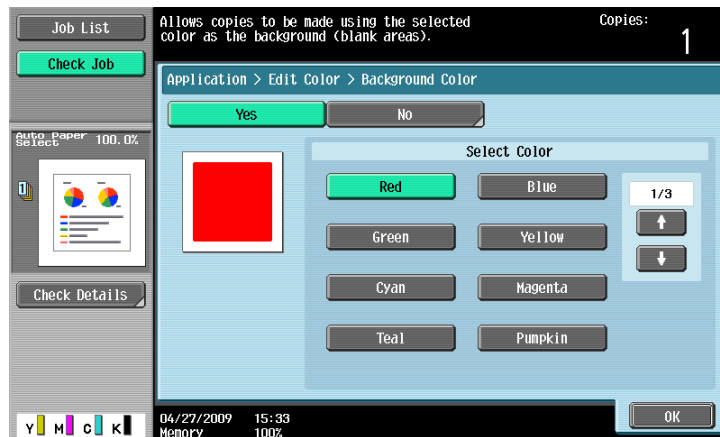 Job List
Check Job
Allows copies to be made using the selected
color as the background (blank areas).
Copies:
1
Application > Edit Color > Background Color
Yes
No
Auto Paper
Select
100.0%
1
Select Color
Red
Blue
1/3
Green
Yellow
Cyan
Magenta
Teal
Pumpkin
Check Details
OK
Y M C K
04/27/2009 15:33
Memory 100%